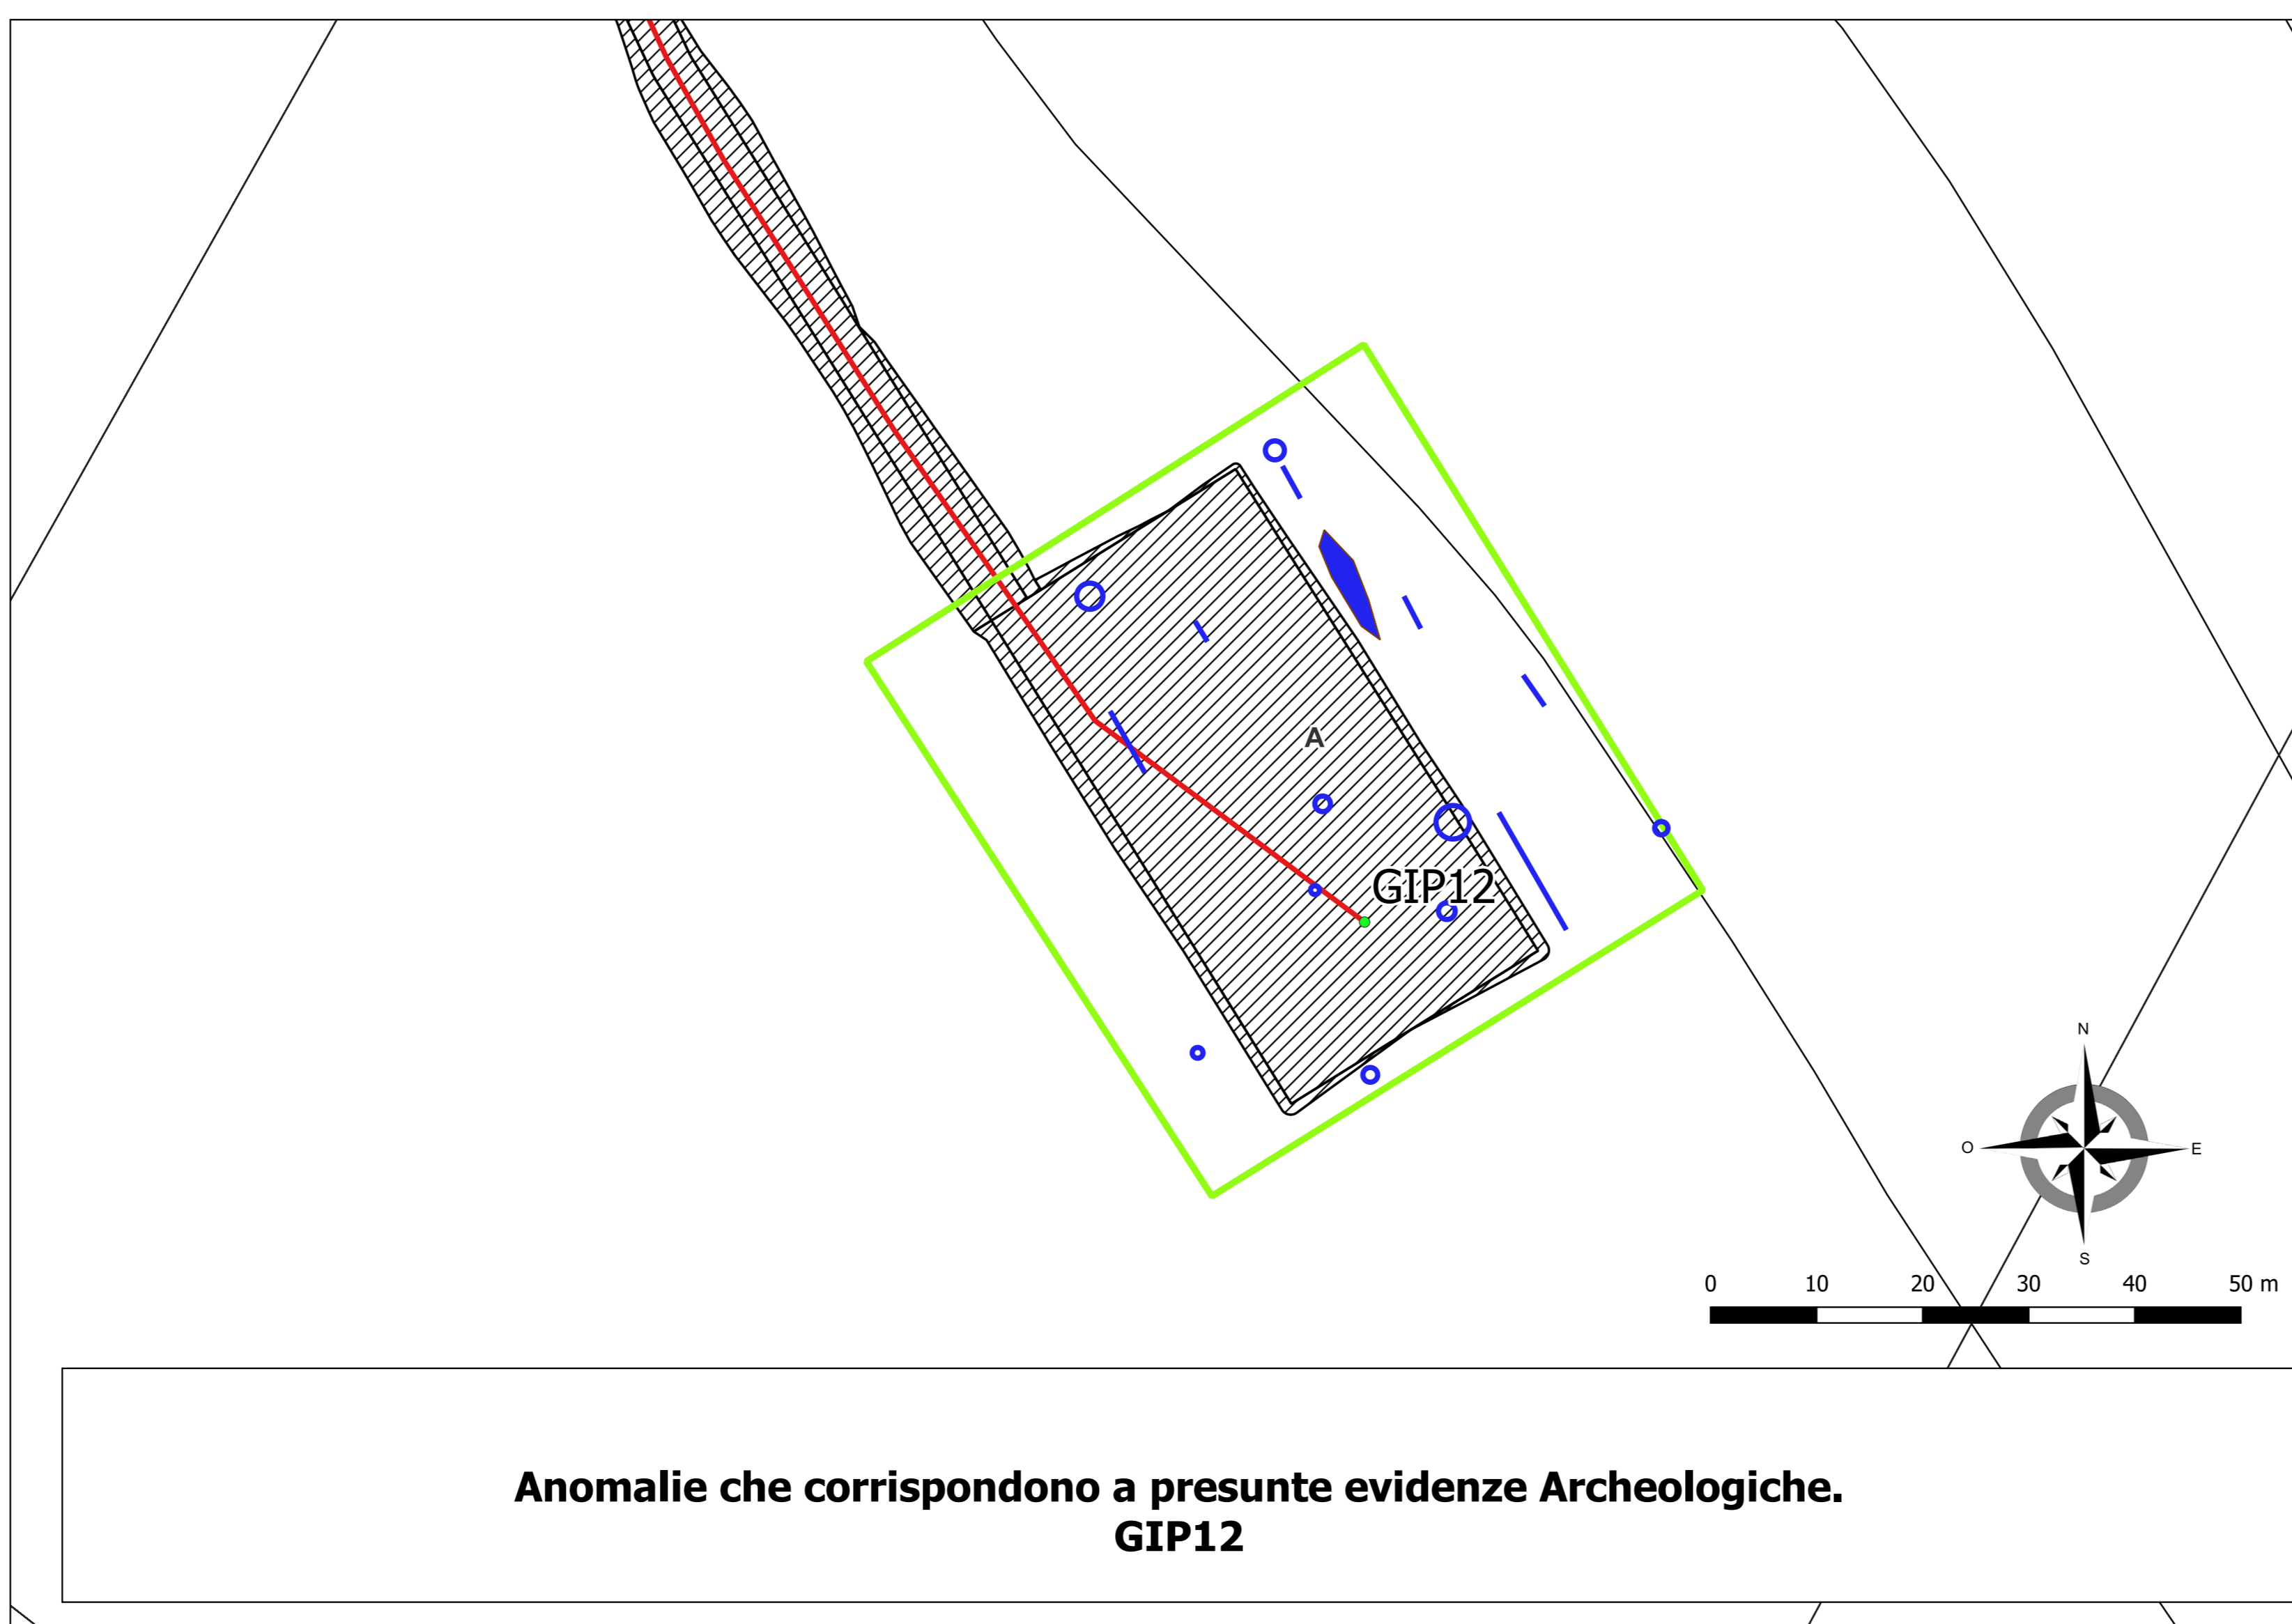 A
GIP12
N
O
E
S
0 10 20 30 40 50 m
Anomalie che corrispondono a presunte evidenze Archeologiche.
GIP12